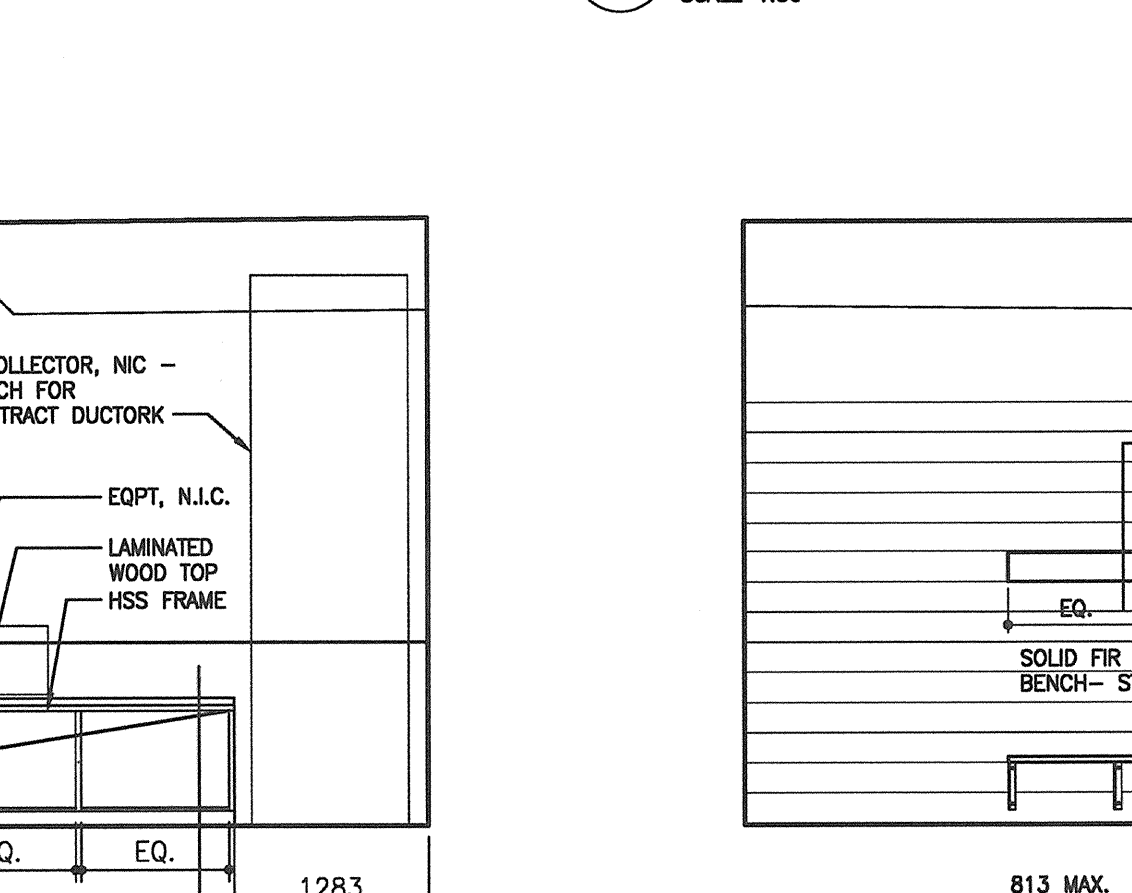 OLLECTOR, NIC –
CH FOR
TRACT DUCTORK
EQPT, N.I.C.
LAMINATED
WOOD TOP
HSS FRAME
Q.
EQ.
1283
EQ.
SOLID FIR
BENCH– S
813 MAX.